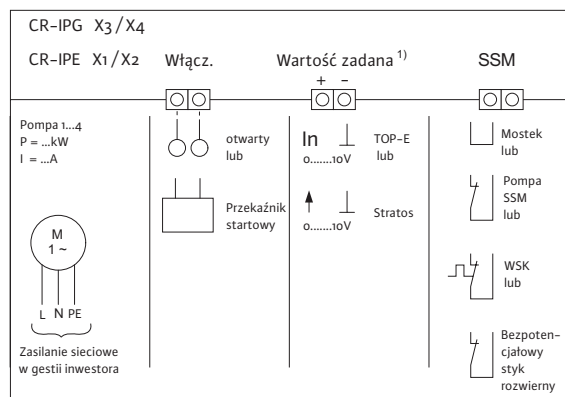 CR-IPG X3/X4
CR-IPE X1/X2
Włącz.
Wartość zadana 1)
SSM
+ −
Pompa 1...4
P = ...kW
I = ...A
M
1 ~
L N PE
Zasilanie sieciowe
w gestii inwestora
otwarty
lub
Przekaźnik
startowy
In
0.......10V
TOP-E
lub
0.......10V
Stratos
Mostek
lub
Pompa
SSM
lub
WSK
lub
Bezpoten-
cjałowy
styk
rozwierny